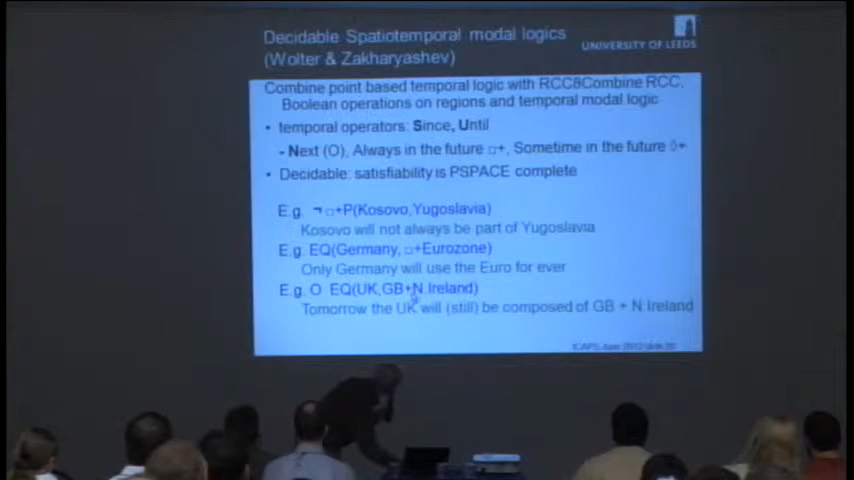 Decidable Spatiotemporal modal logics
(Wolter & Zakharyashev)
UNIVERSITY OF LEEDS
Combine point based temporal logic with RCC8Combine RCC,
Boolean operations on regions and temporal modal logic
• temporal operators: Since, Until
- Next (O), Always in the future □+, Sometime in the future ◊+
• Decidable: satisfiability is PSPACE complete
E.g. ¬□+P(Kosovo,Yugoslavia)
Kosovo will not always be part of Yugoslavia
E.g. EQ(Germany, □+Eurozone)
Only Germany will use the Euro for ever
E.g. O EQ(UK,GB+N.Ireland)
Tomorrow the UK will (still) be composed of GB + N Ireland
ICAPS, 2012 slide